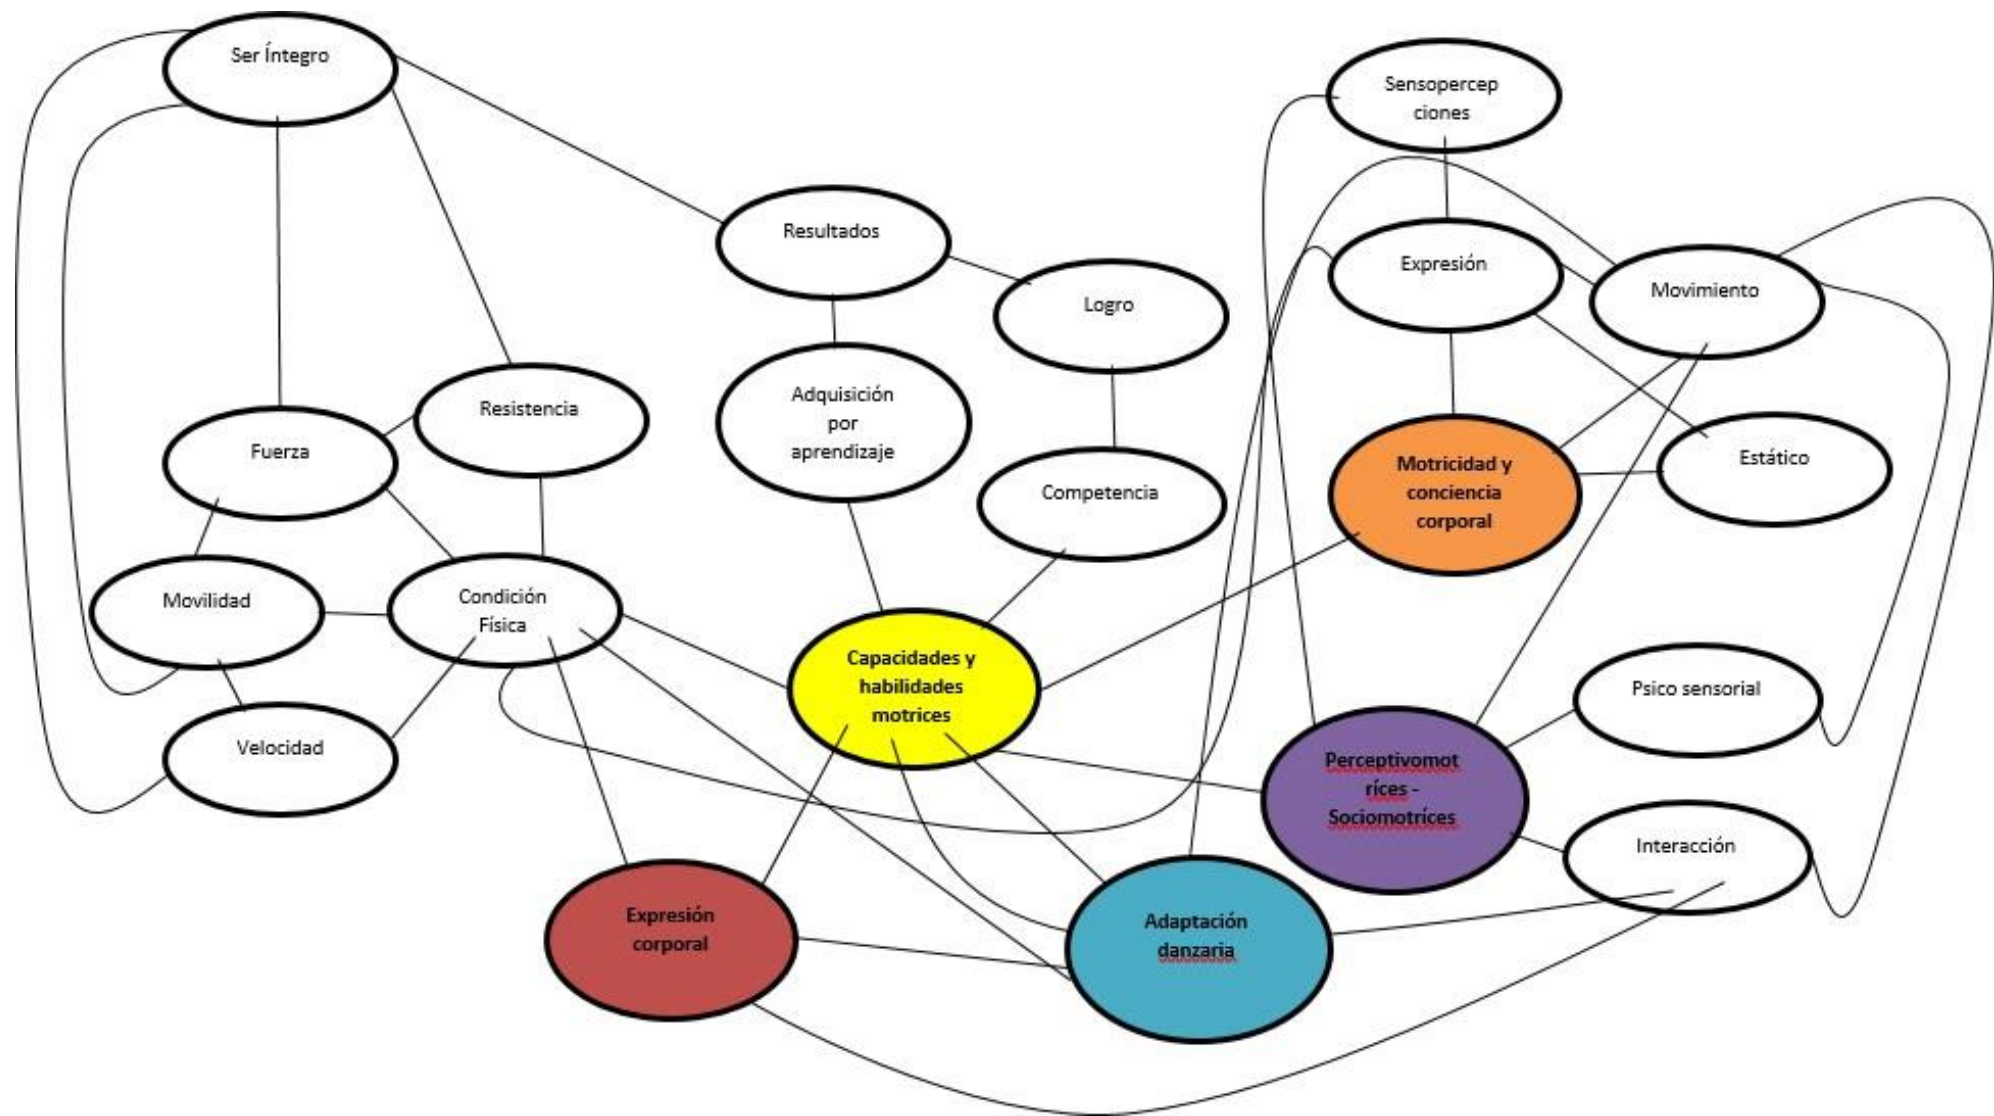 Ser Íntegro
Sensopercep
ciones
Resultados
Expresión
Movimiento
Logro
Adquisición
por
aprendizaje
Resistencia
Fuerza
Estático
Motricidad y
conciencia
corporal
Competencia
Movilidad
Condición
Física
Capacidades y
habilidades
motrices
Psico sensorial
Velocidad
Perceptivomot
ríces -
Sociomotríces
Interacción
Expresión
corporal
Adaptación
danzaria